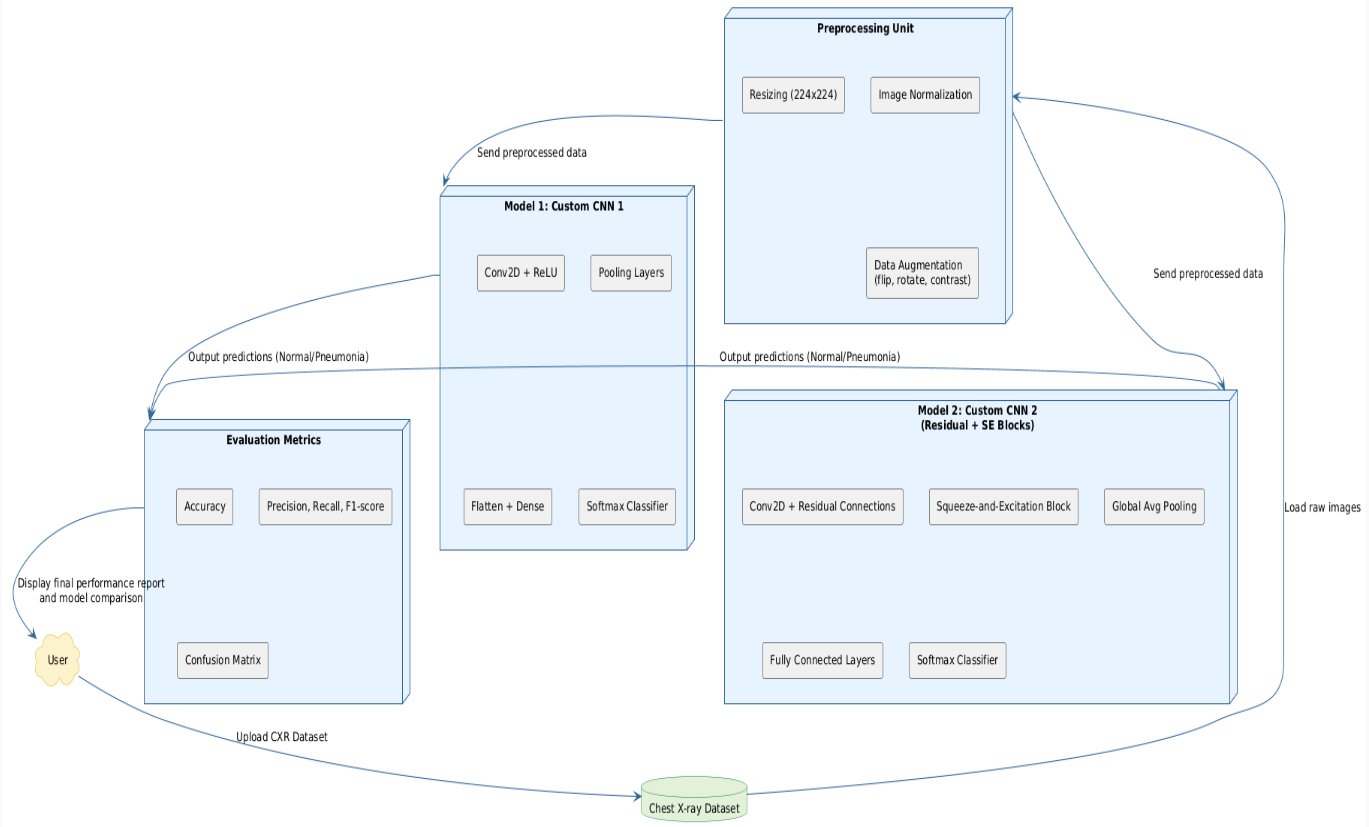 Preprocessing Unit
Resizing (224x224)
Image Normalization
Data Augmentation
(flip, rotate, contrast)
Send preprocessed data
Send preprocessed data
Model 1: Custom CNN 1
Conv2D + ReLU
Pooling Layers
Flatten + Dense
Softmax Classifier
Output predictions (Normal/Pneumonia)
Output predictions (Normal/Pneumonia)
Model 2: Custom CNN 2
(Residual + SE Blocks)
Conv2D + Residual Connections
Squeeze-and-Excitation Block
Global Avg Pooling
Fully Connected Layers
Softmax Classifier
Evaluation Metrics
Accuracy
Precision, Recall, F1-score
Confusion Matrix
Load raw images
Display final performance report
and model comparison
User
Upload CXR Dataset
Chest X-ray Dataset